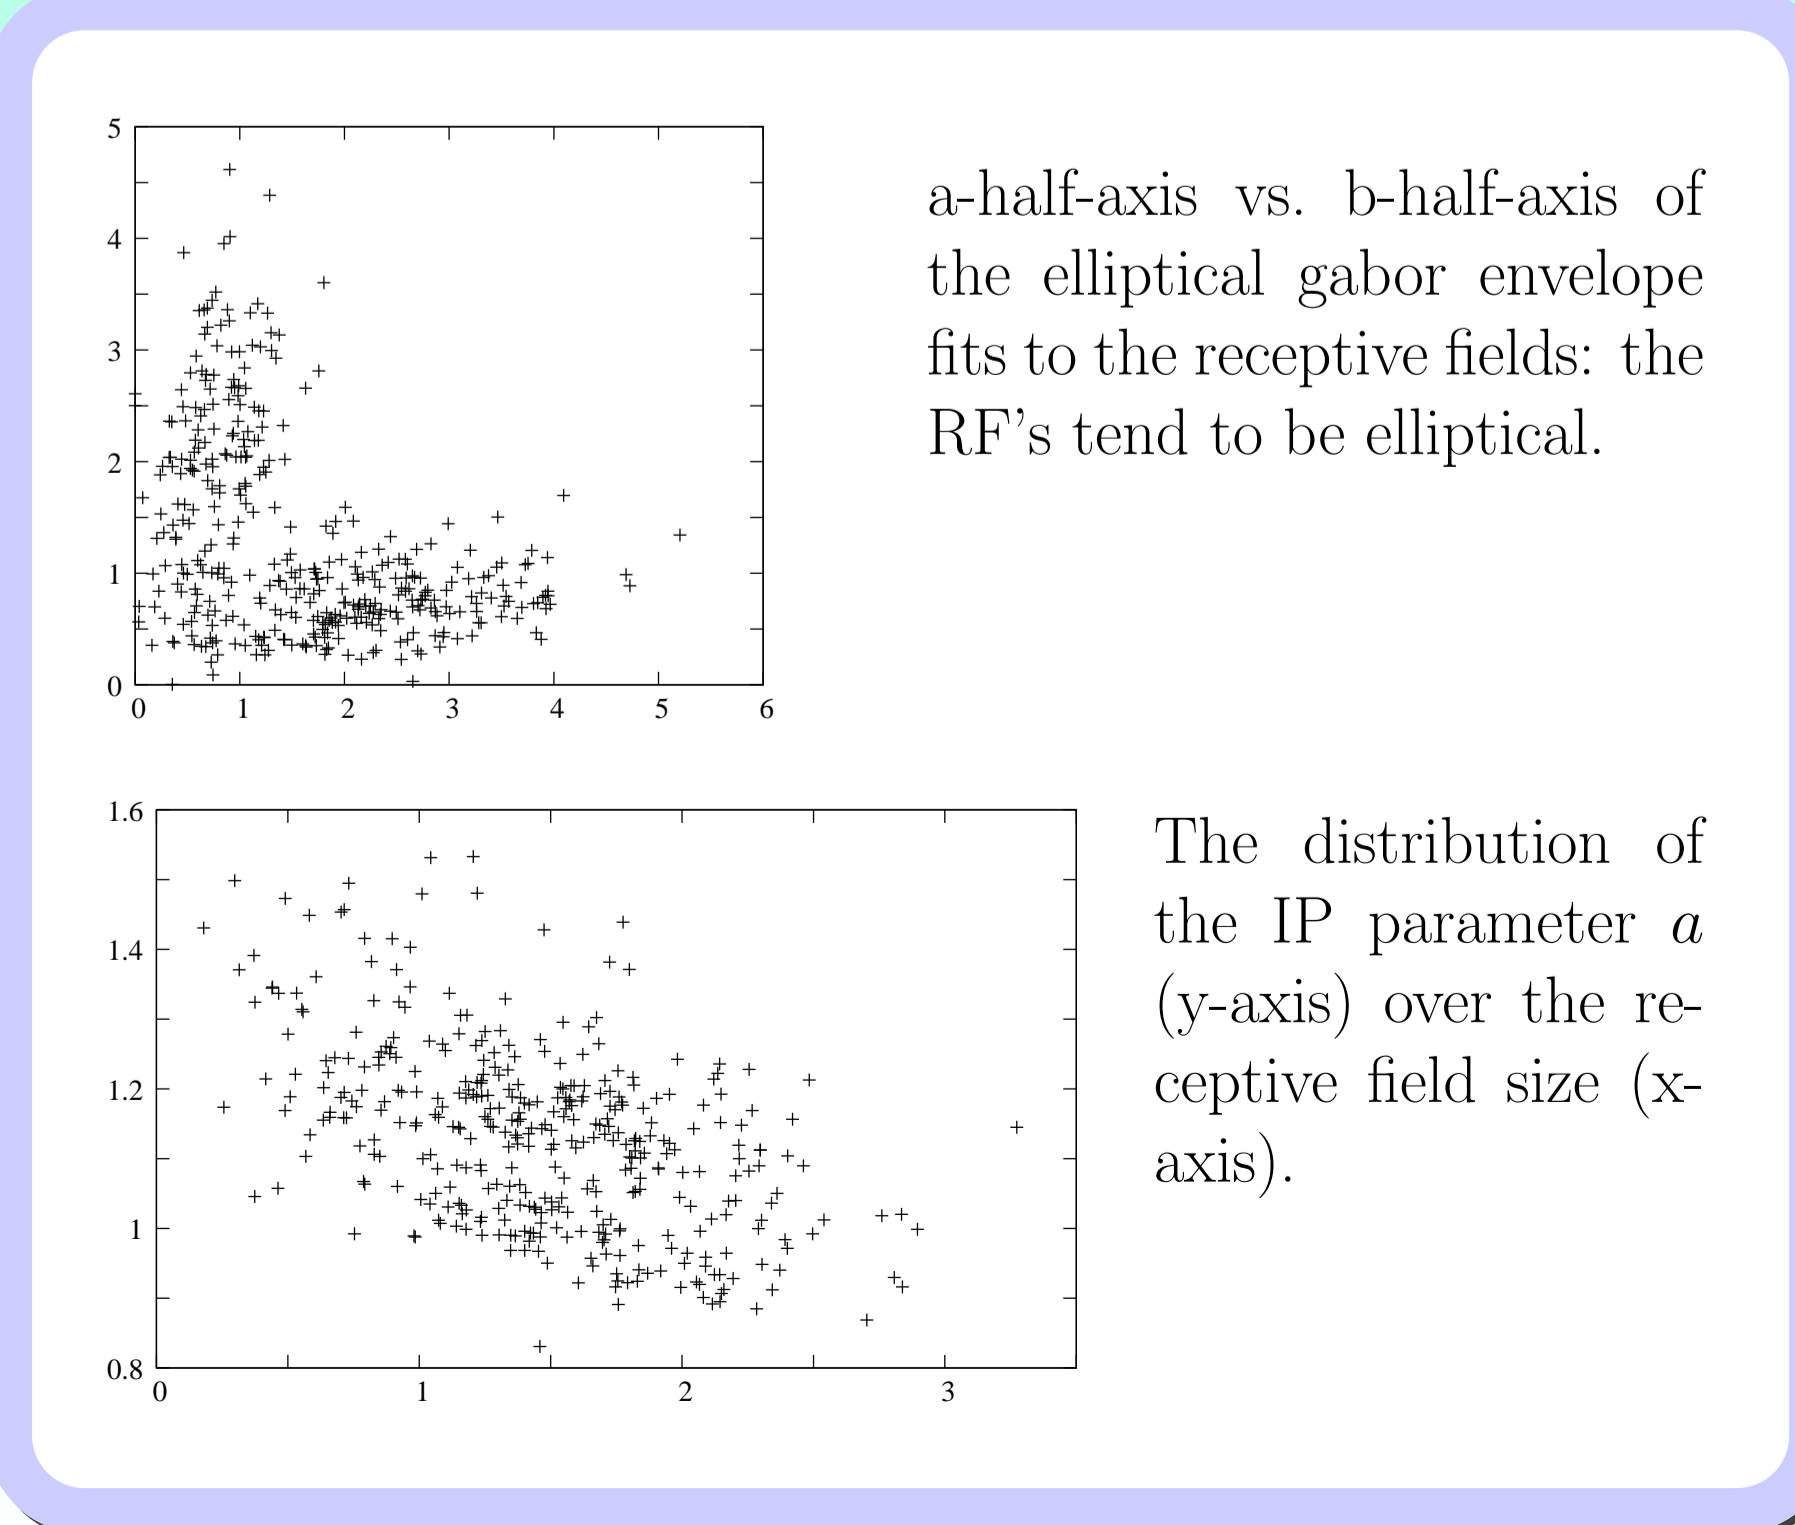 5
4
3
2
1
0
0 1 2 3 4 5 6
a-half-axis vs. b-half-axis of
the elliptical gabor envelope
fits to the receptive fields: the
RF's tend to be elliptical.
1.6
1.4
1.2
1
0.8
0 1 2 3
The distribution of
the IP parameter a
(y-axis) over the re-
ceptive field size (x-
axis).